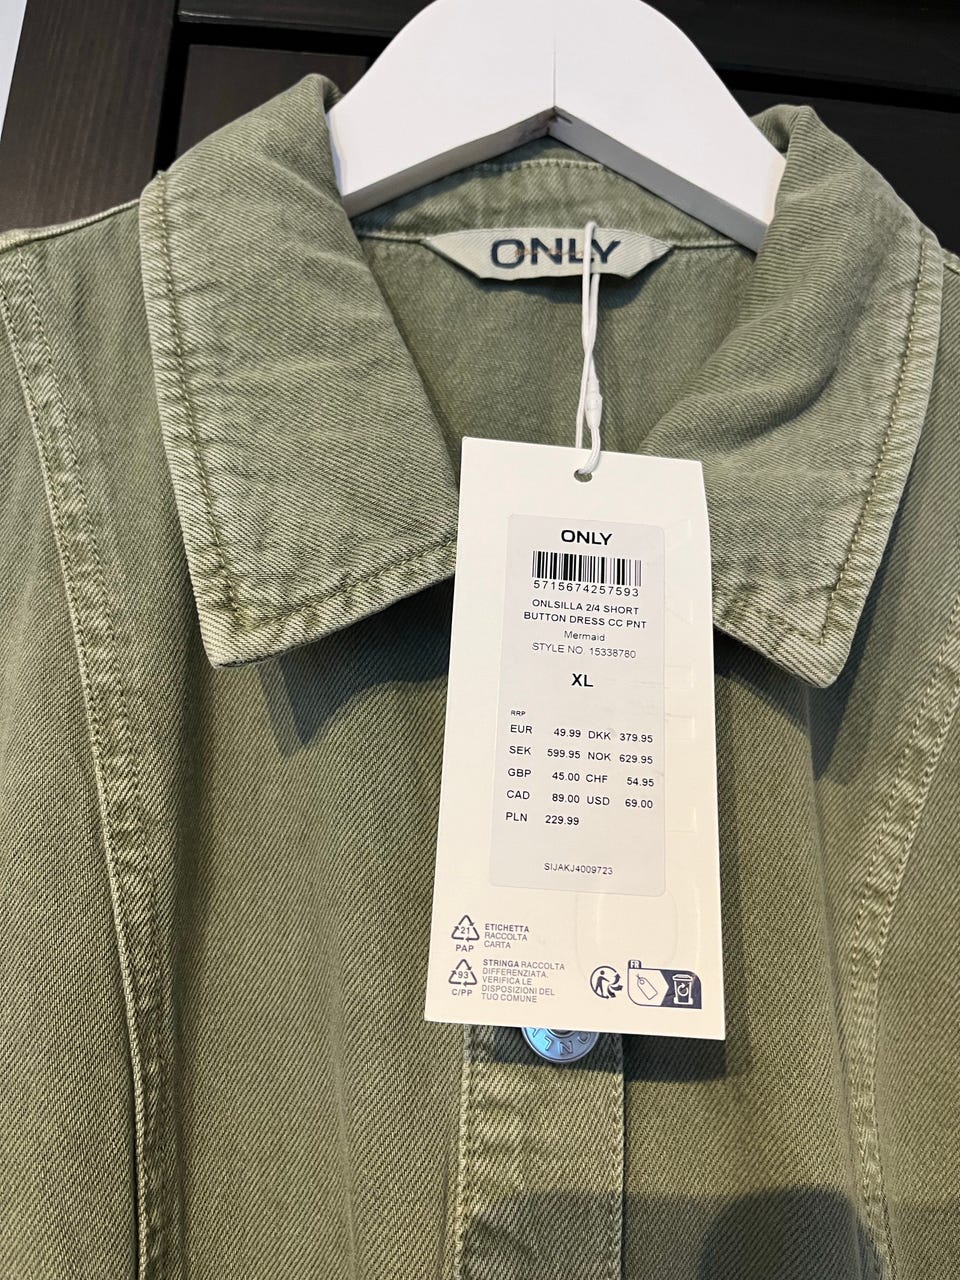 ONLY
ONLY
5715674257593
ONLSILLA 2/4 SHORT
BUTTON DRESS CC PNT
Mermaid
STYLE NO. 15338780
XL
RRP
EUR 49.99 DKK 379.95
SEK 599.95 NOK 629.95
GBP 45.00 CHF 54.95
CAD 89.00 USD 69.00
PLN 229.99
SIJAKJ4009723
21
PAP
ETICHETTA
RACCOLTA
CARTA
93
C/PP
STRINGA RACCOLTA
DIFFERENZIATA.
VERIFICA LE
DISPOSIZIONI DEL
TUO COMUNE
FR